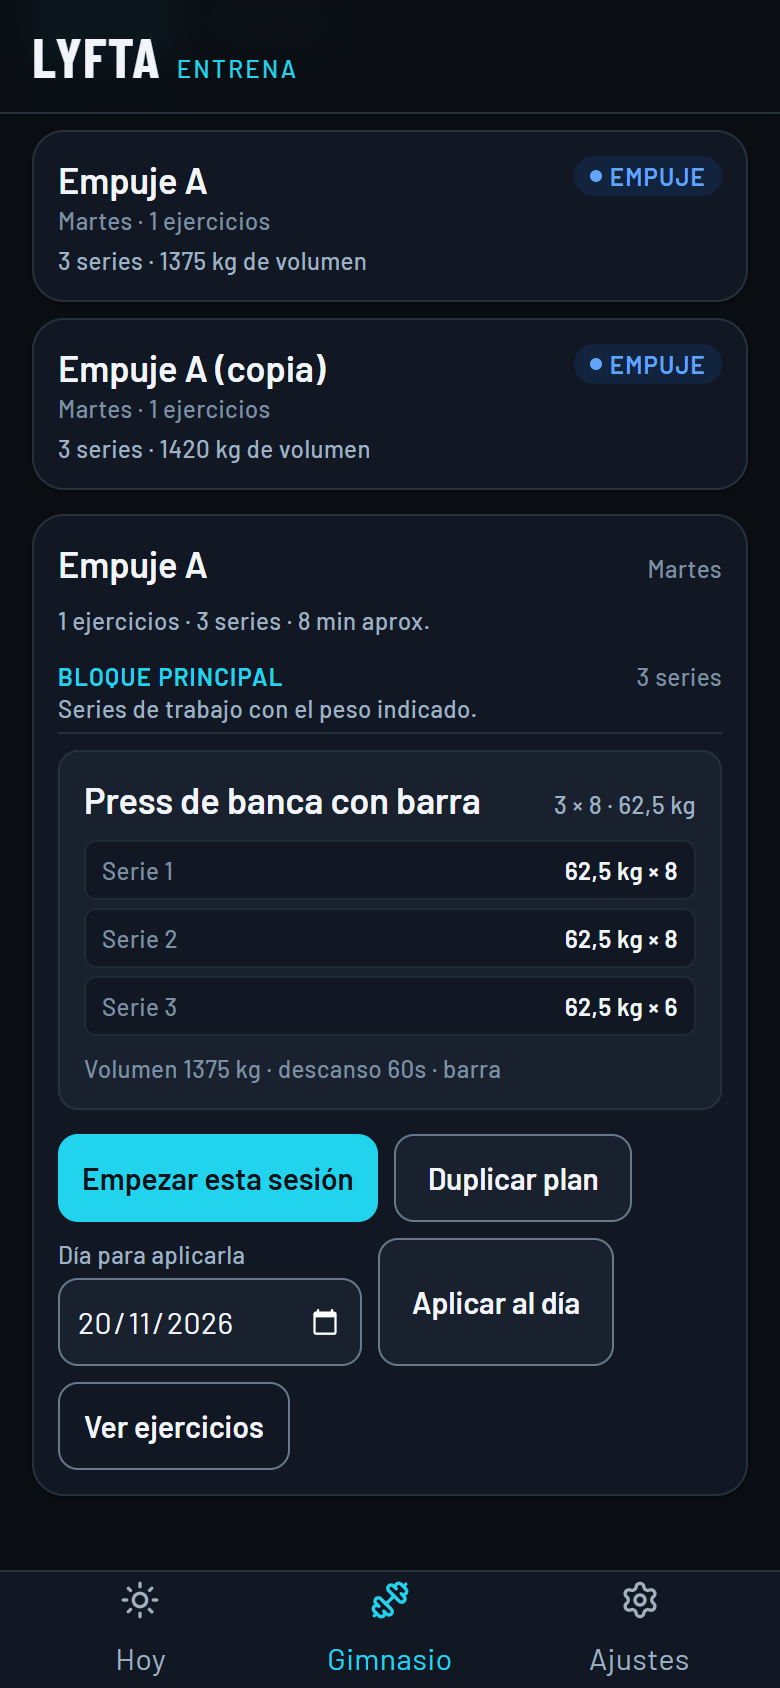 LYFTA ENTRENA
Empuje A
EMPUJE
Martes · 1 ejercicios
3 series · 1375 kg de volumen
Empuje A (copia)
EMPUJE
Martes · 1 ejercicios
3 series · 1420 kg de volumen
Empuje A
Martes
1 ejercicios · 3 series · 8 min aprox.
BLOQUE PRINCIPAL
3 series
Series de trabajo con el peso indicado.
Press de banca con barra
3 × 8 · 62,5 kg
Serie 1
62,5 kg × 8
Serie 2
62,5 kg × 8
Serie 3
62,5 kg × 6
Volumen 1375 kg · descanso 60s · barra
Empezar esta sesión
Duplicar plan
Día para aplicarla
20/11/2026
Aplicar al día
Ver ejercicios
Hoy
Gimnasio
Ajustes